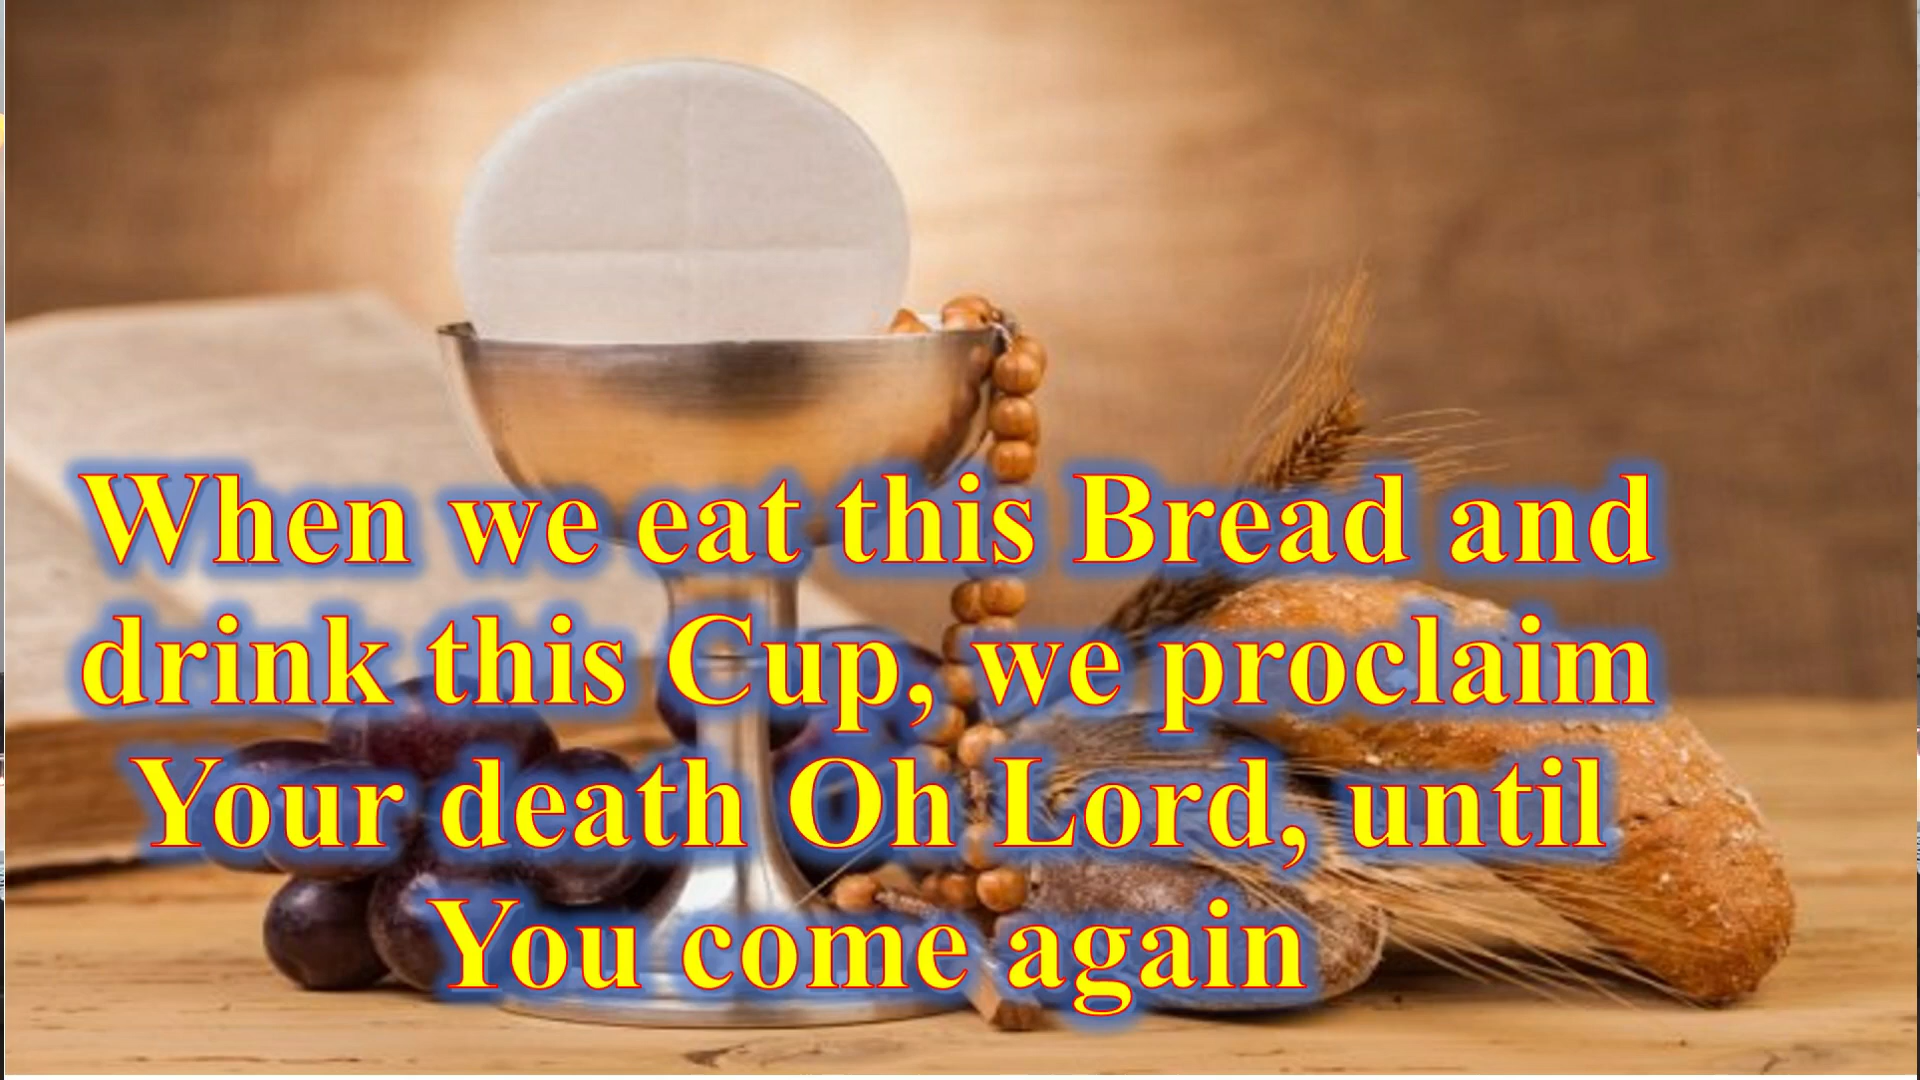 When we eat this Bread and
drink this Cup, we proclaim
Your death Oh Lord, until
You come again